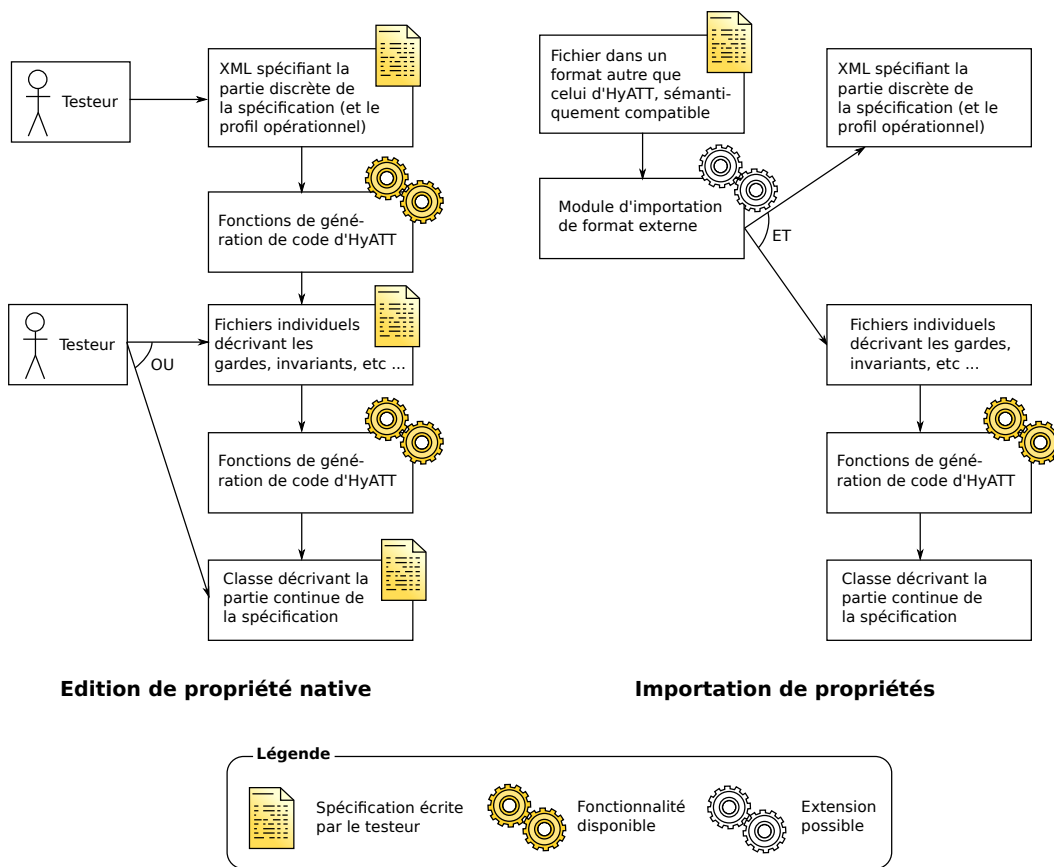 Testeur
XML spécifiant la
partie discrète de
la spécification (et le
profil opérationnel)
Fonctions de géné-
ration de code d'HyATT
Testeur
OU
Fichiers individuels
décrivant les
gardes, invariants, etc ...
Fonctions de géné-
ration de code d'HyATT
Classe décrivant la
partie continue de
la spécification
Edition de propriété native
Fichier dans un
format autre que
celui d'HyATT, sémanti-
quement compatible
Module d'importation
de format externe
ET
XML spécifiant la
partie discrète de
la spécification (et le
profil opérationnel)
Fichiers individuels
décrivant les gardes,
invariants, etc ...
Fonctions de géné-
ration de code d'HyATT
Classe décrivant la
partie continue de
la spécification
Importation de propriétés
Légende
Spécification écrite
par le testeur
Fonctionnalité
disponible
Extension
possible